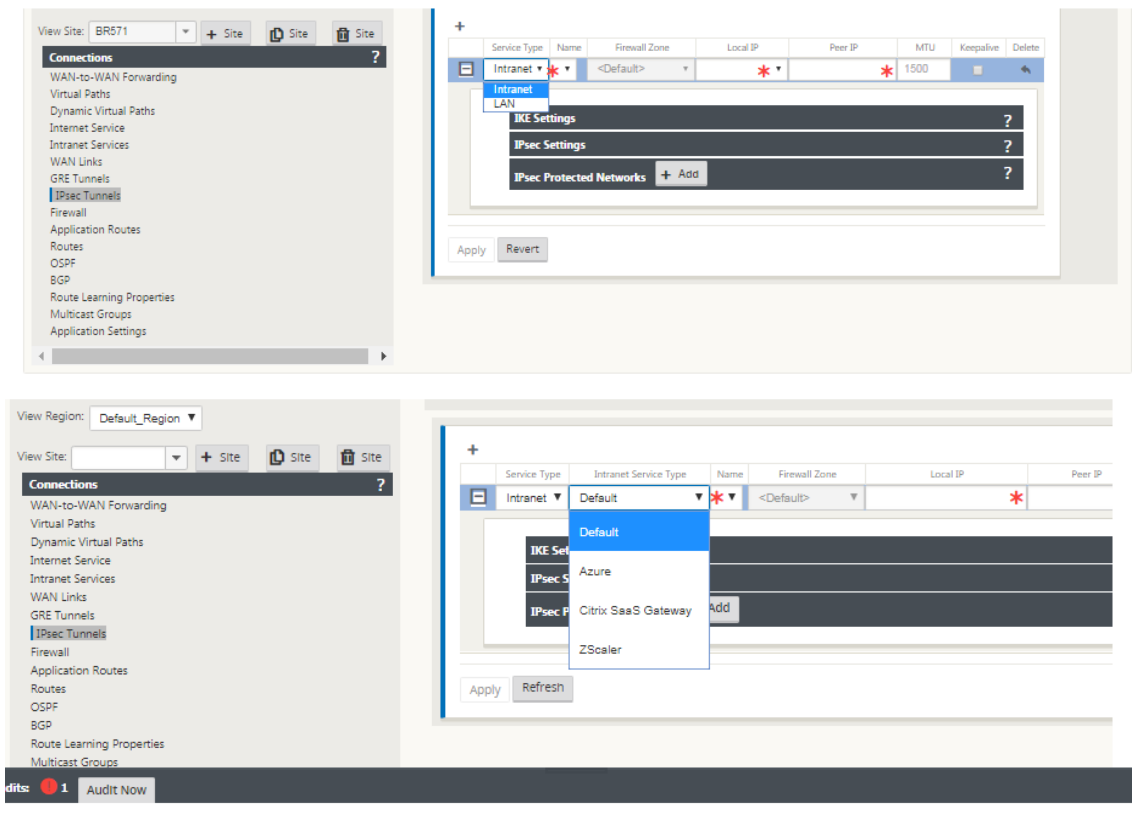 View Site: BR571 + Site Site Site
Connections ?
WAN-to-WAN Forwarding
Virtual Paths
Dynamic Virtual Paths
Internet Service
Intranet Services
WAN Links
GRE Tunnels
IPsec Tunnels
Firewall
Application Routes
Routes
OSPF
BGP
Route Learning Properties
Multicast Groups
Application Settings
+
Service Type Name Firewall Zone Local IP Peer IP MTU Keepalive Delete
Intranet <Default> 1500
Intranet
LAN
IKE Settings ?
IPsec Settings ?
IPsec Protected Networks + Add ?
Apply Revert
View Region: Default_Region
View Site: + Site Site Site
Connections ?
WAN-to-WAN Forwarding
Virtual Paths
Dynamic Virtual Paths
Internet Service
Intranet Services
WAN Links
GRE Tunnels
IPsec Tunnels
Firewall
Application Routes
Routes
OSPF
BGP
Route Learning Properties
Multicast Groups
+
Service Type Intranet Service Type Name Firewall Zone Local IP Peer IP
Intranet Default <Default>
Default
Azure
Citrix SaaS Gateway
ZScaler
IKE Set
IPsec S
IPsec P Add
Apply Refresh
dits: 1 Audit Now